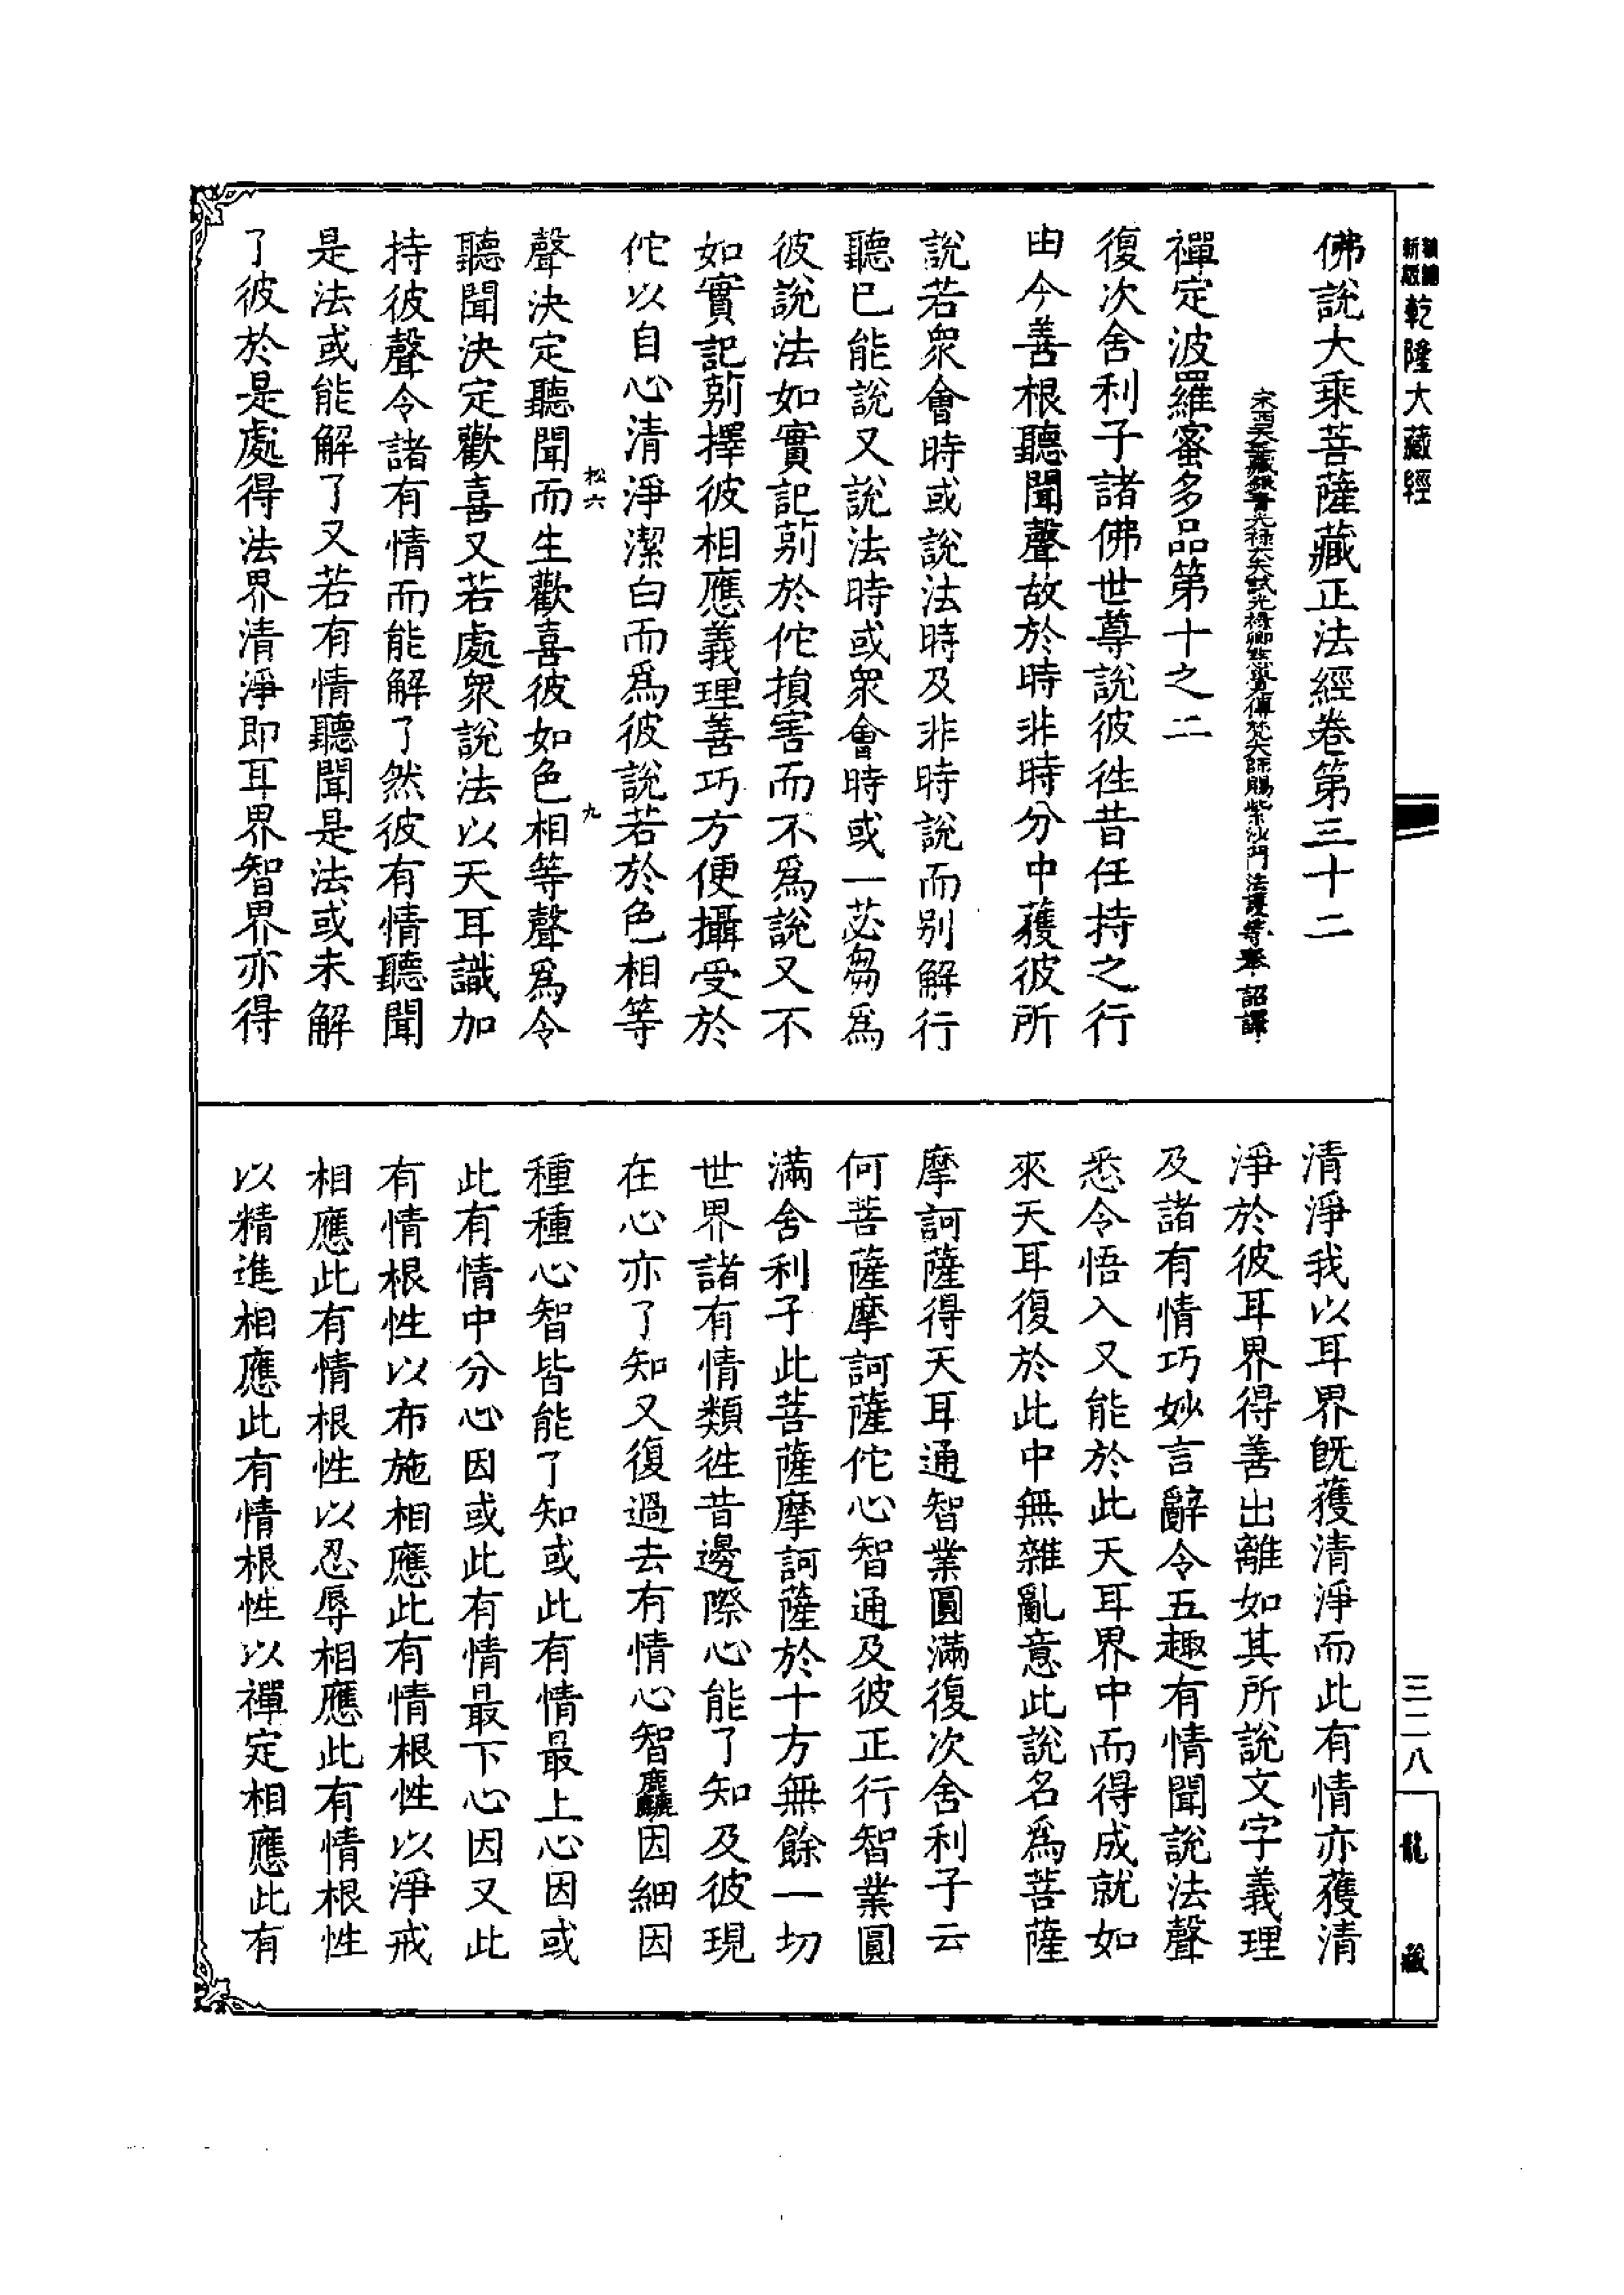 乾隆大藏經
佛說大乘菩薩藏正法經卷第三十二
光祿大夫試光祿卿普覺傳梵大師賜紫沙門法護等奉詔譯
禪定波羅蜜多品第十之二
復次舍利子諸佛世尊說彼徃昔任持之行
由今善根聽聞聲故於時非時分中獲彼所
說若衆會時或說法時及非時說而别解行
聽已能說又說法時或衆會時或一苾芻爲
彼說法如實記莂於佗損害而不爲說又不
如實記莂擇彼相應義理善巧方便攝受於
佗以自心清淨潔白而爲彼說若於色相等
松六
九
聲決定聽聞而生歡喜彼如色相等聲爲令
聽聞決定歡喜又若處衆說法以天耳識加
持彼聲令諸有情而能解了然彼有情聽聞
是法或能解了又若有情聽聞是法或未解
了彼於是處得法界清淨即耳界智界亦得
清淨我以耳界旣獲清淨而此有情亦獲清
淨於彼耳界得善出離如其所說文字義理
及諸有情巧妙言辭令五趣有情聞說法聲
悉令悟入又能於此天耳界中而得成就如
來天耳復於此中無雜亂意此說名爲菩薩
摩訶薩得天耳通智業圓滿復次舍利子云
何菩薩摩訶薩佗心智通及彼正行智業圓
滿舍利子此菩薩摩訶薩於十方無餘一切
世界諸有情類徃昔邊際心能了知及彼現
在心亦了知又復過去有情心智麤因細因
種種心智皆能了知或此有情最上心因或
此有情中分心因或此有情最下心因又此
有情根性以布施相應此有情根性以淨戒
相應此有情根性以忍辱相應此有情根性
以精進相應此有情根性以禪定相應此有
三二八
龍藏